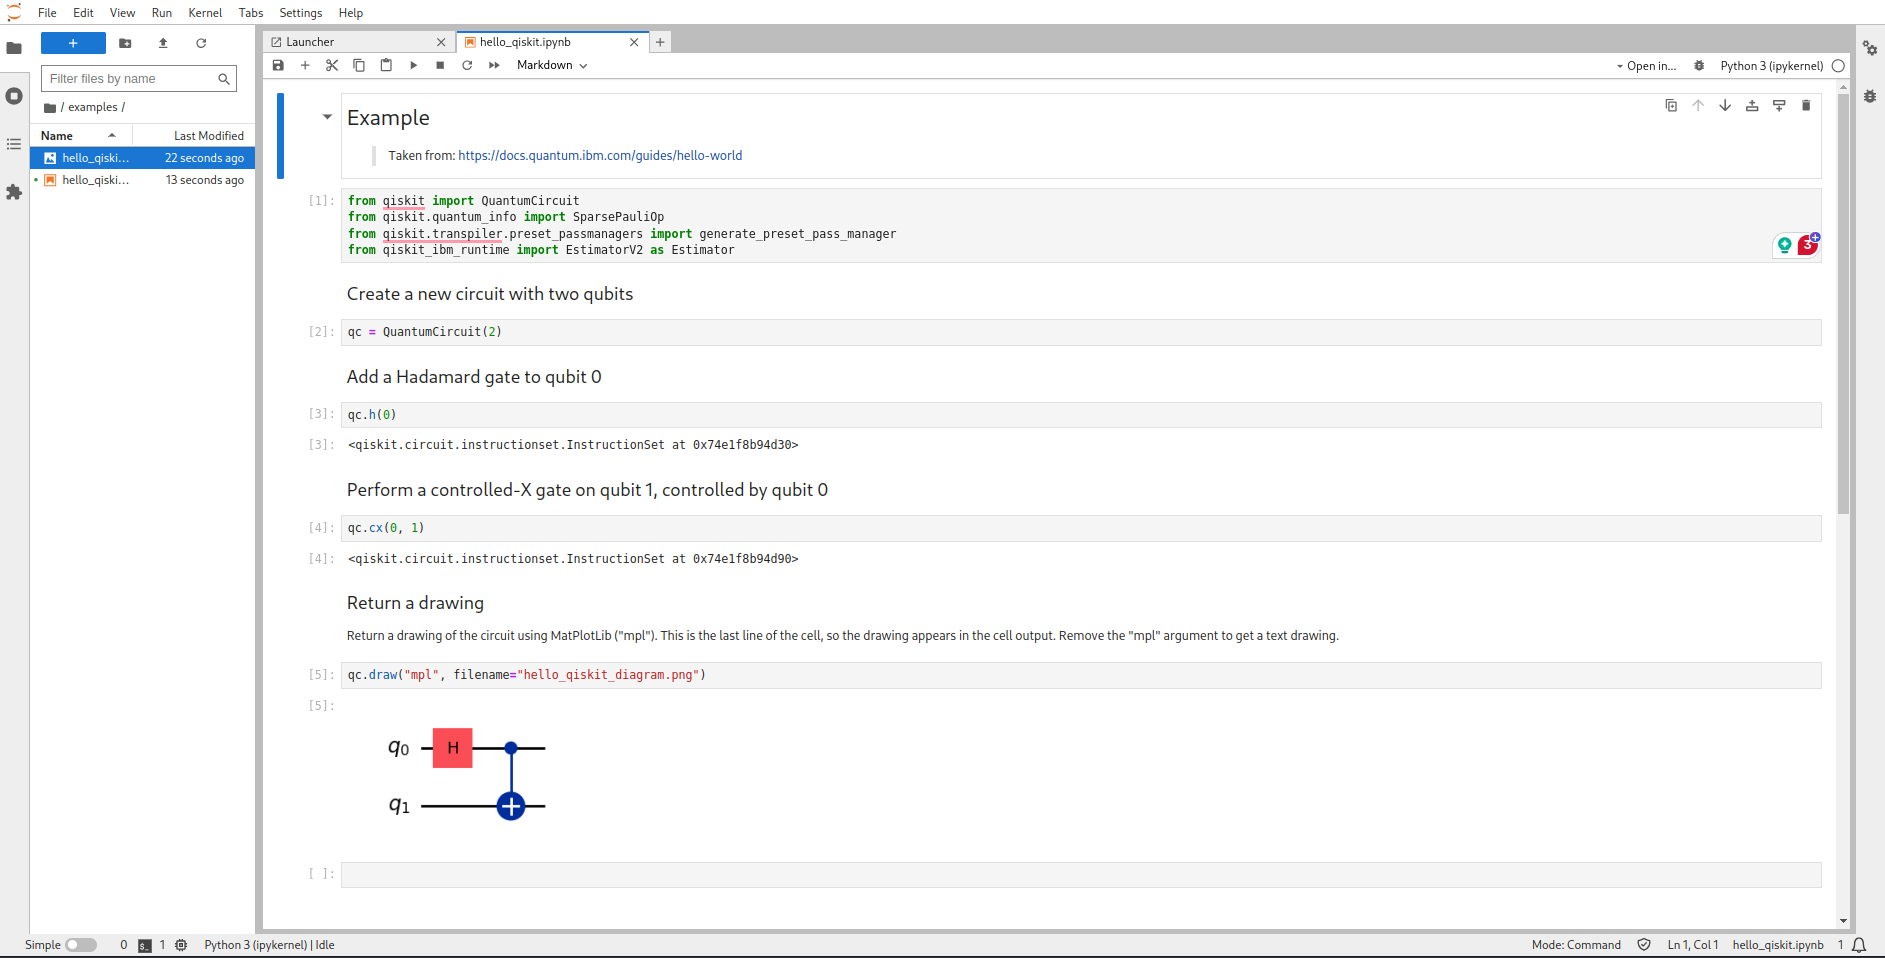 File Edit View Run Kernel Tabs Settings Help
Filter files by name
/ examples /
Name Last Modified
hello_qiski... 22 seconds ago
hello_qiski... 13 seconds ago
Launcher hello_qiskit.ipynb
Markdown Open in... Python 3 (ipykernel)
Example
Taken from: https://docs.quantum.ibm.com/guides/hello-world
[1]: from qiskit import QuantumCircuit
from qiskit.quantum_info import SparsePauliOp
from qiskit.transpiler.preset_passmanagers import generate_preset_pass_manager
from qiskit_ibm_runtime import EstimatorV2 as Estimator
3
Create a new circuit with two qubits
[2]: qc = QuantumCircuit(2)
Add a Hadamard gate to qubit 0
[3]: qc.h(0)
[3]: <qiskit.circuit.instructionset.InstructionSet at 0x74e1f8b94d30>
Perform a controlled-X gate on qubit 1, controlled by qubit 0
[4]: qc.cx(0, 1)
[4]: <qiskit.circuit.instructionset.InstructionSet at 0x74e1f8b94d90>
Return a drawing
Return a drawing of the circuit using MatPlotLib ("mpl"). This is the last line of the cell, so the drawing appears in the cell output. Remove the "mpl" argument to get a text drawing.
[5]: qc.draw("mpl", filename="hello_qiskit_diagram.png")
[5]:
q0 H
q1
[ ]:
Simple 0 $_ 1 Python 3 (ipykernel) | Idle Mode: Command Ln 1, Col 1 hello_qiskit.ipynb 1